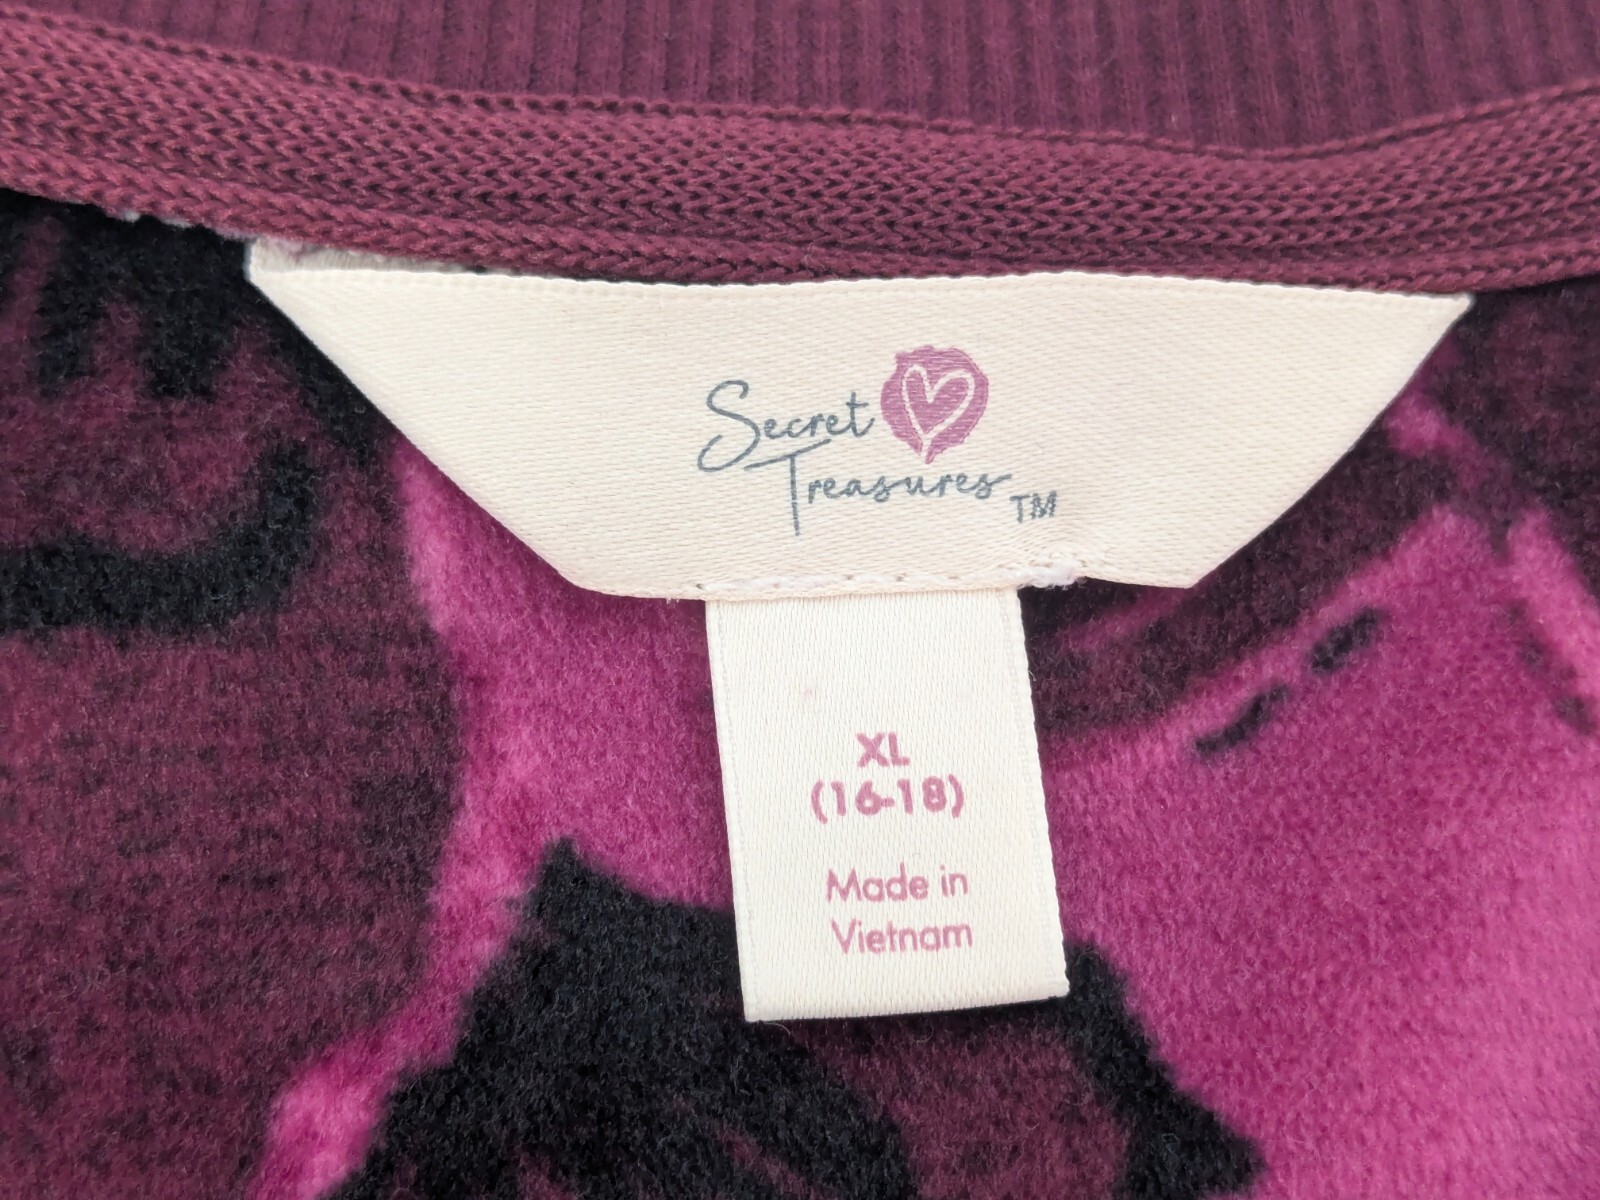 Secret
Treasures TM
XL
(16-18)
Made in
Vietnam